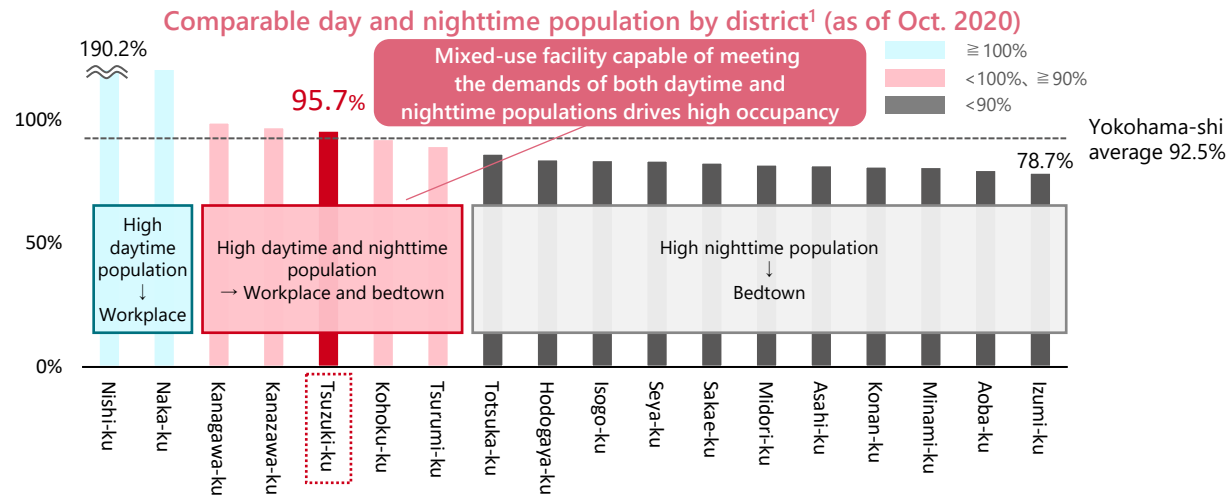 Comparable day and nighttime population by district1 (as of Oct. 2020)
190.2%
Mixed-use facility capable of meeting
the demands of both daytime and
nighttime populations drives high occupancy
≧100%
<100%、≧90%
<90%
95.7%
100%
Yokohama-shi
average 92.5%
78.7%
High
daytime
population
↓
Workplace
High daytime and nighttime
population
→ Workplace and bedtown
High nighttime population
↓
Bedtown
50%
0%
Nishi-ku
Naka-ku
Kanagawa-ku
Kanazawa-ku
Tsuzuki-ku
Kohoku-ku
Tsurumi-ku
Totsuka-ku
Hodogaya-ku
Isogo-ku
Seya-ku
Sakae-ku
Midori-ku
Asahi-ku
Konan-ku
Minami-ku
Aoba-ku
Izumi-ku